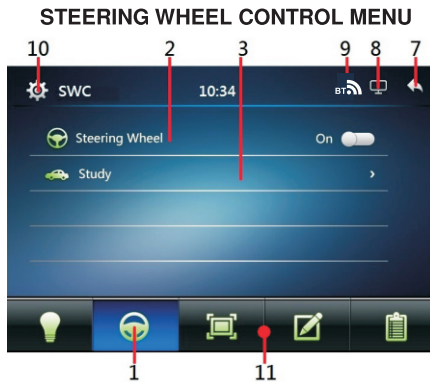 STEERING WHEEL CONTROL MENU
10 2 3 9 8 7
SWC 10:34 BT
Steering Wheel On
Study ›
1 11